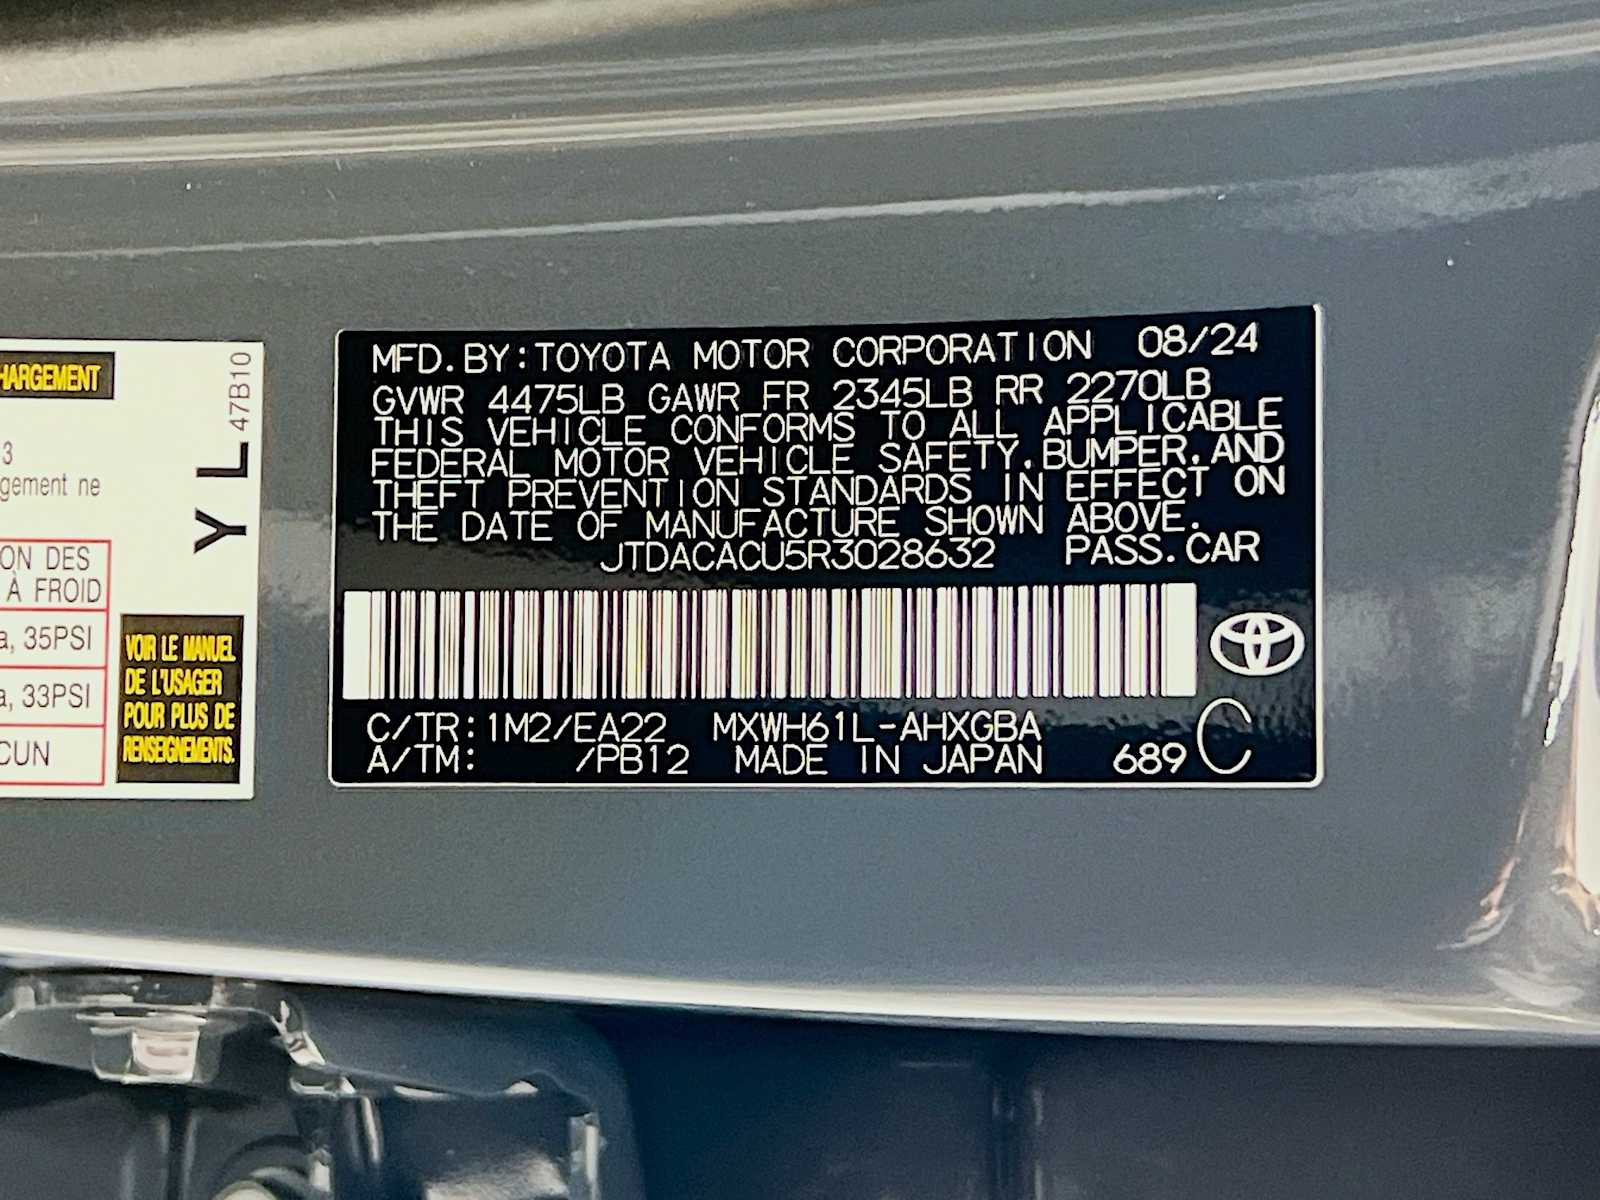 HARGEMENT
3
gement ne
ON DES
À FROID
a, 35PSI
a, 33PSI
CUN
YL
47B10
VOIR LE MANUEL
DE L'USAGER
POUR PLUS DE
RENSEIGNEMENTS.
MFD.BY:TOYOTA MOTOR CORPORATION 08/24
GVWR 4475LB GAWR FR 2345LB RR 2270LB
THIS VEHICLE CONFORMS TO ALL APPLICABLE
FEDERAL MOTOR VEHICLE SAFETY,BUMPER,AND
THEFT PREVENTION STANDARDS IN EFFECT ON
THE DATE OF MANUFACTURE SHOWN ABOVE.
JTDACACU5R3028632 PASS.CAR
C/TR:1M2/EA22 MXWH61L-AHXGBA
A/TM: /PB12 MADE IN JAPAN 689 C